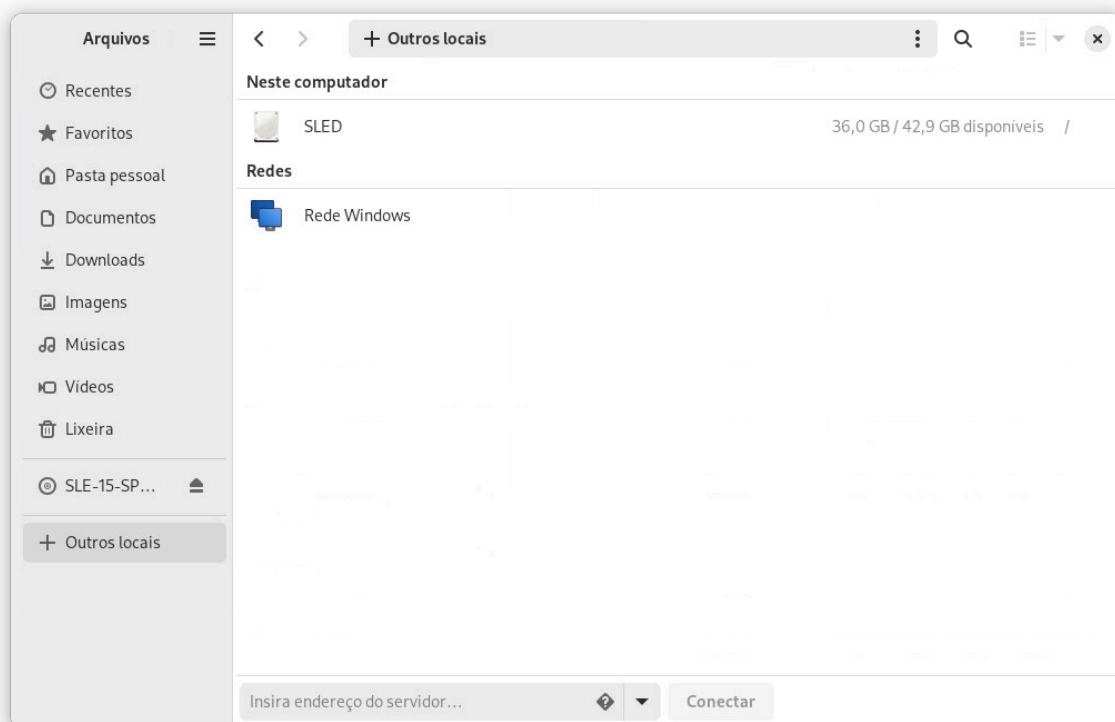 Arquivos
+ Outros locais
Neste computador
Recentes
SLED
36,0 GB / 42,9 GB disponíveis /
Favoritos
Redes
Pasta pessoal
Rede Windows
Documentos
Downloads
Imagens
Músicas
Vídeos
Lixeira
SLE-15-SP...
+ Outros locais
Insira endereço do servidor...
Conectar